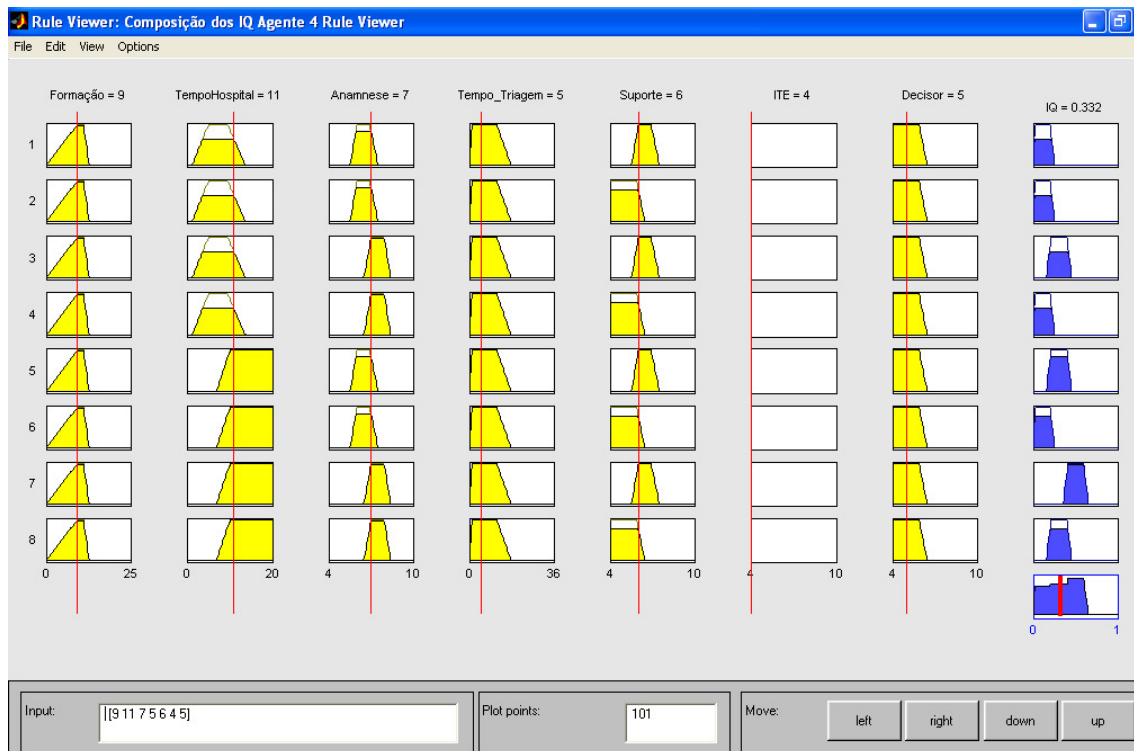 Rule Viewer: Composição dos IQ Agente 4 Rule Viewer
File Edit View Options
Formação = 9 TempoHospital = 11 Anamnese = 7 Tempo_Triagem = 5 Suporte = 6 ITE = 4 Decisor = 5 IQ = 0.332
1
2
3
4
5
6
7
8
0 25 0 20 4 10 0 36 4 10 4 10 4 10
0 1
Input: [9 11 7 5 6 4 5] Plot points: 101 Move: left right down up